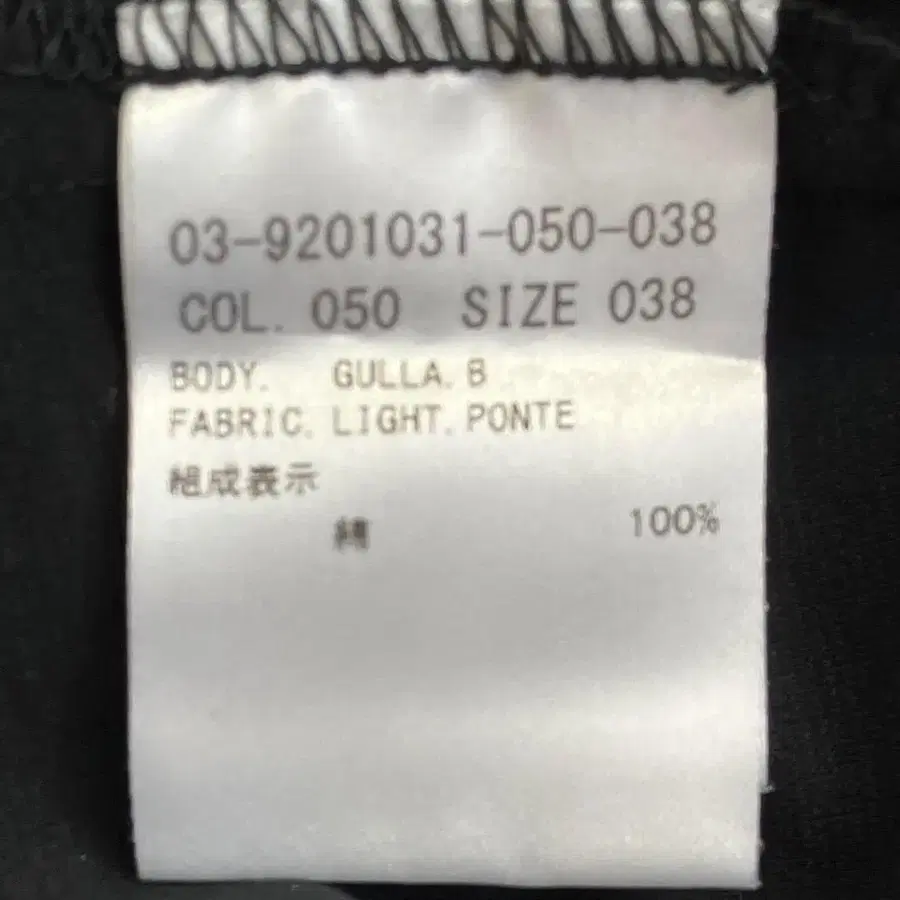 03-9201031-050-038
COL. 050 SIZE 038
BODY. GULLA. B
FABRIC. LIGHT. PONTE
組成表示
綿 100%